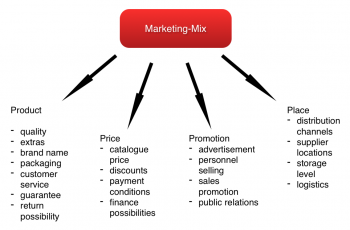 Marketing-Mix
Product
- quality
- extras
- brand name
- packaging
- customer
service
- guarantee
- return
possibility
Price
- catalogue
price
- discounts
- payment
conditions
- finance
possibilities
Promotion
- advertisement
- personnel
selling
- sales
promotion
- public relations
Place
- distribution
channels
- supplier
locations
- storage
level
- logistics